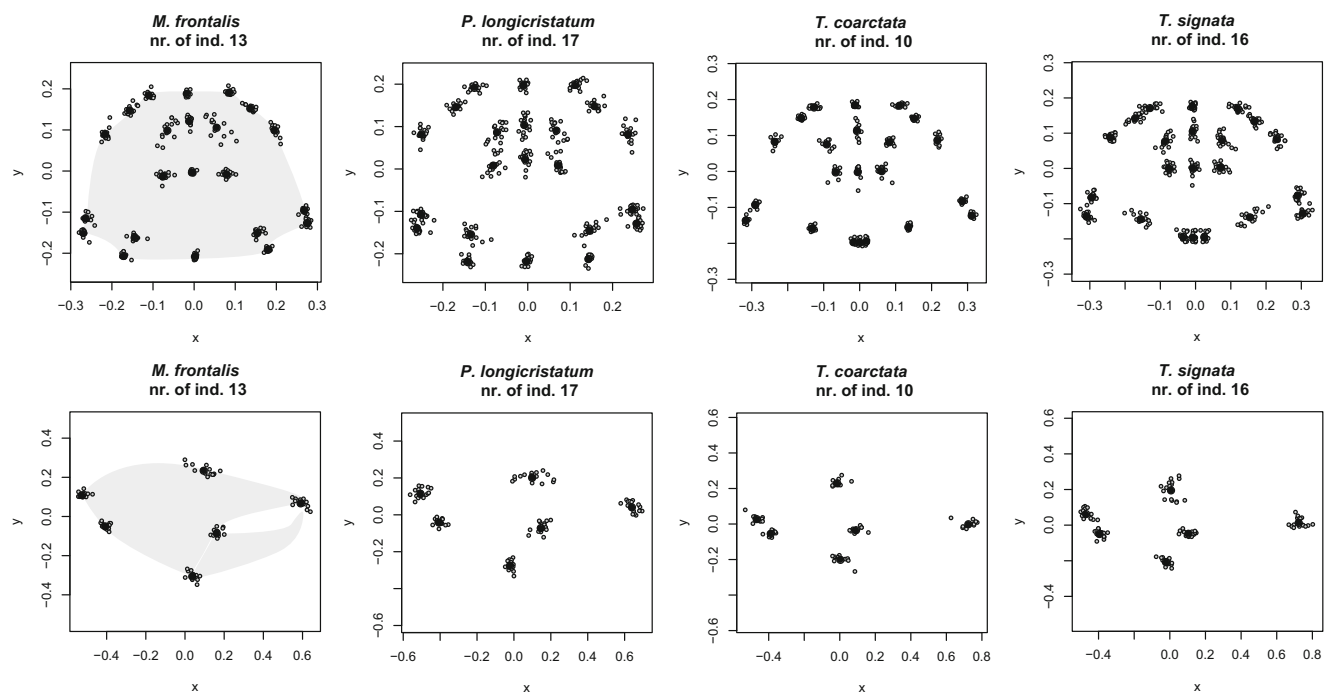 M. frontalis
nr. of ind. 13
0.2
0.1
0.0
−0.1
−0.2
y
−0.3 −0.2 −0.1 0.0 0.1 0.2 0.3
x
P. longicristatum
nr. of ind. 17
0.2
0.1
0.0
−0.1
−0.2
y
−0.2 −0.1 0.0 0.1 0.2
x
T. coarctata
nr. of ind. 10
0.3
0.2
0.1
0.0
−0.1
−0.3
y
−0.3 −0.1 0.0 0.1 0.2 0.3
x
T. signata
nr. of ind. 16
0.3
0.2
0.1
0.0
−0.1
−0.3
y
−0.3 −0.1 0.0 0.1 0.2 0.3
x
M. frontalis
nr. of ind. 13
0.4
0.2
0.0
−0.2
−0.4
y
−0.4 −0.2 0.0 0.2 0.4 0.6
x
P. longicristatum
nr. of ind. 17
0.4
0.2
0.0
−0.2
−0.6
y
−0.6 −0.2 0.0 0.2 0.4 0.6
x
T. coarctata
nr. of ind. 10
0.6
0.4
0.2
0.0
−0.2
−0.6
y
−0.4 0.0 0.2 0.4 0.6 0.8
x
T. signata
nr. of ind. 16
0.6
0.4
0.2
0.0
−0.4
y
−0.4 0.0 0.2 0.4 0.6 0.8
x